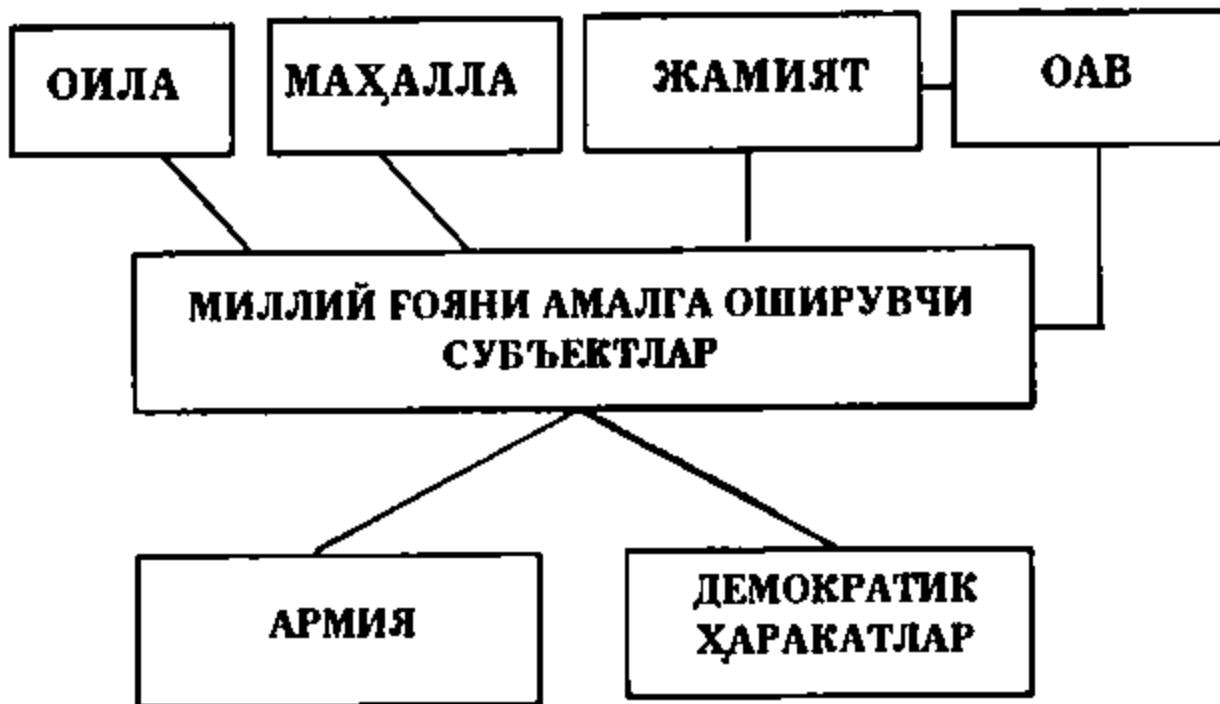 ОИЛА
МАҲАЛЛА
ЖАМИЯТ
ОАВ
МИЛЛИЙ ҒОЯНИ АМАЛГА ОШИРУВЧИ
СУБЪЕКТЛАР
АРМИЯ
ДЕМОКРАТИК
ҲАРАКАТЛАР